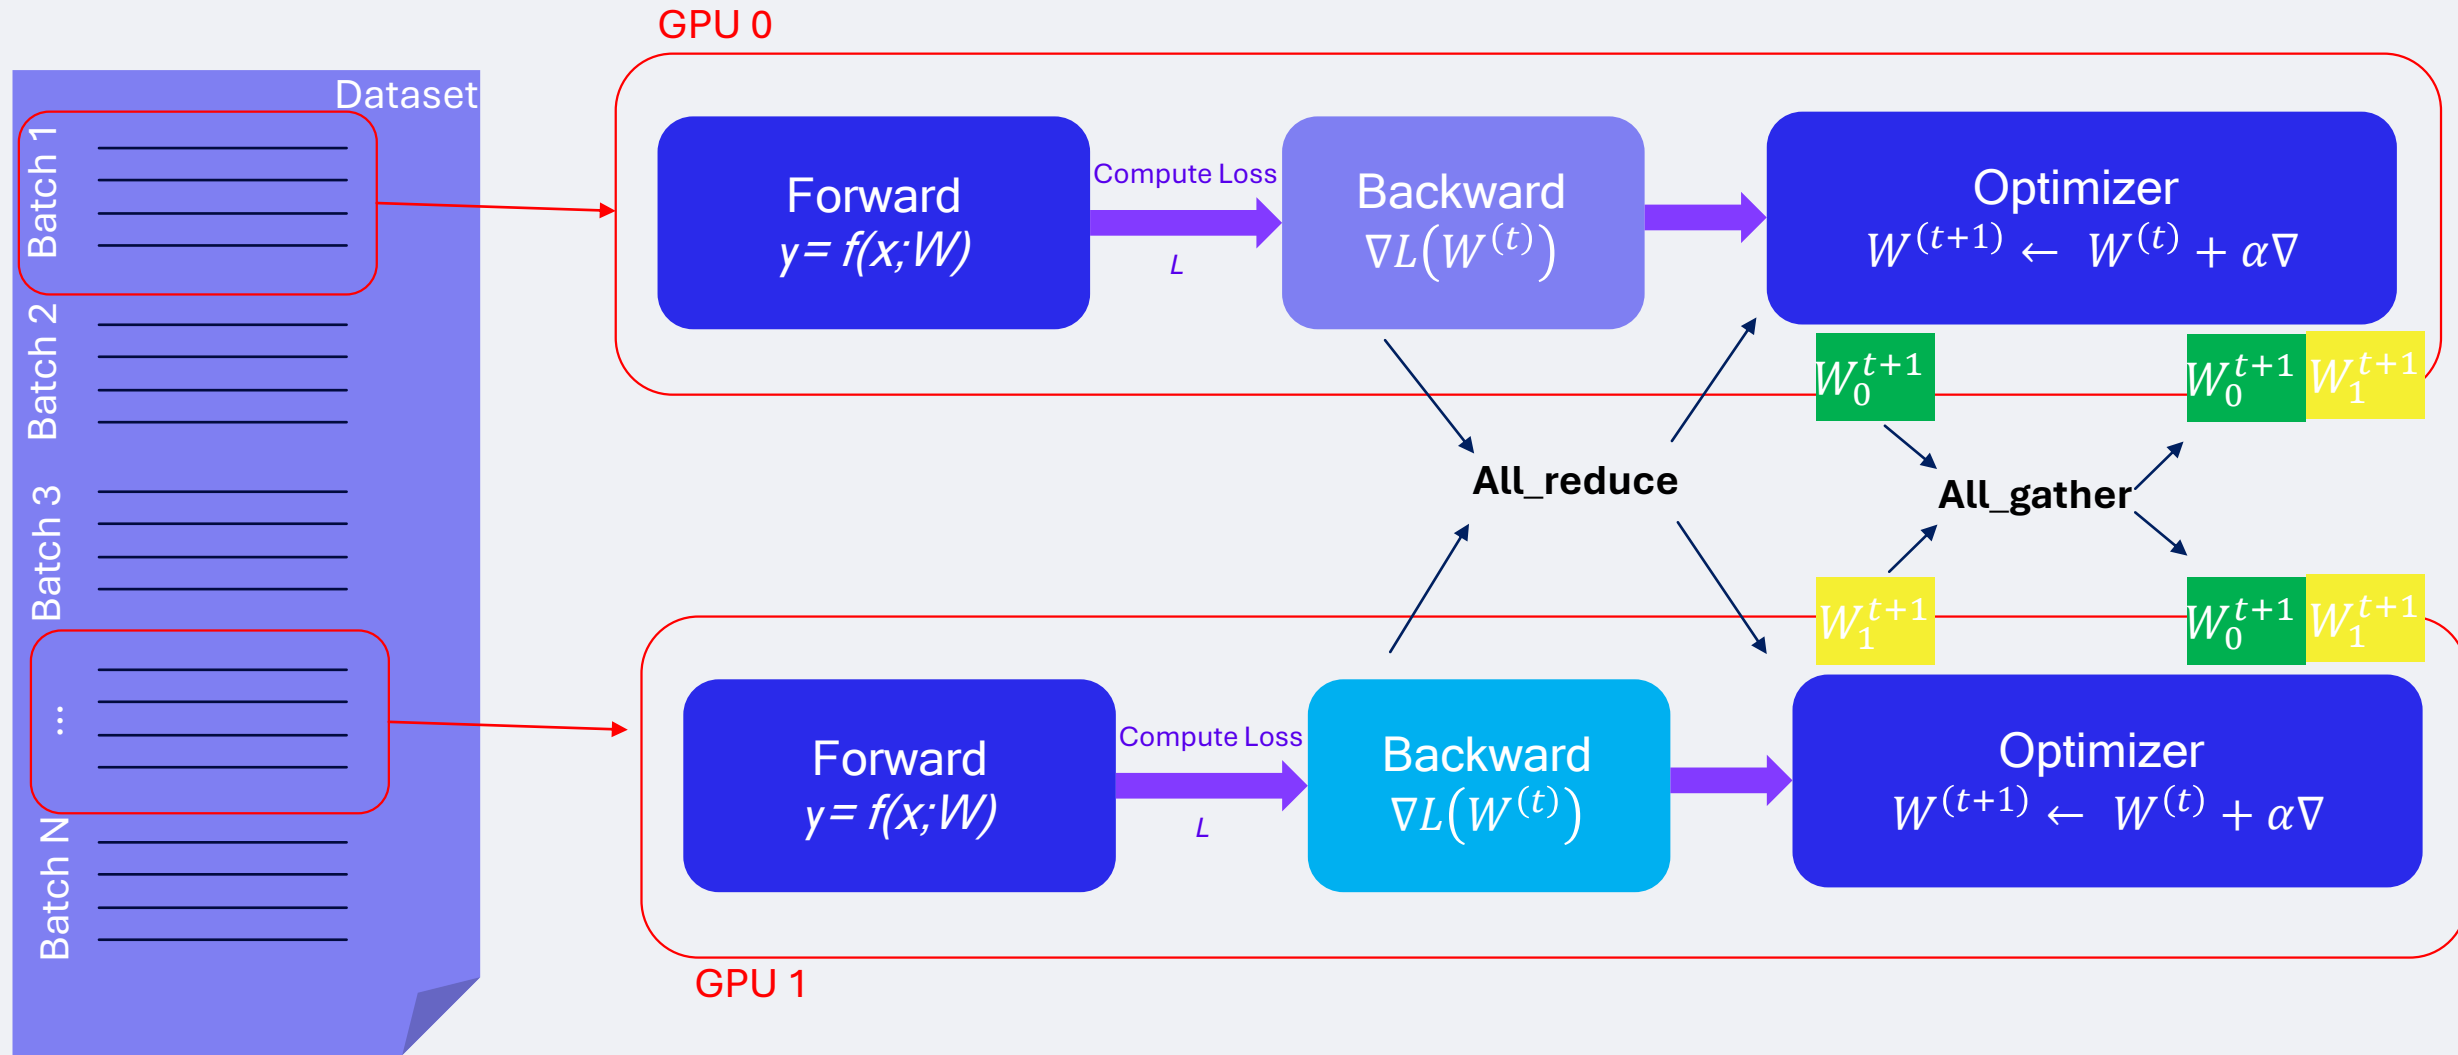 GPU 0
Dataset
Batch 1
Batch 2
Batch 3
...
Batch N
Forward
y= f(x;W)
Compute Loss
L
Backward
∇L(W^(t))
Optimizer
W^(t+1) ← W^(t) + α∇
W_0^t+1
W_0^t+1 W_1^t+1
All_reduce
All_gather
W_1^t+1
W_0^t+1 W_1^t+1
Forward
y= f(x;W)
Compute Loss
L
Backward
∇L(W^(t))
Optimizer
W^(t+1) ← W^(t) + α∇
GPU 1